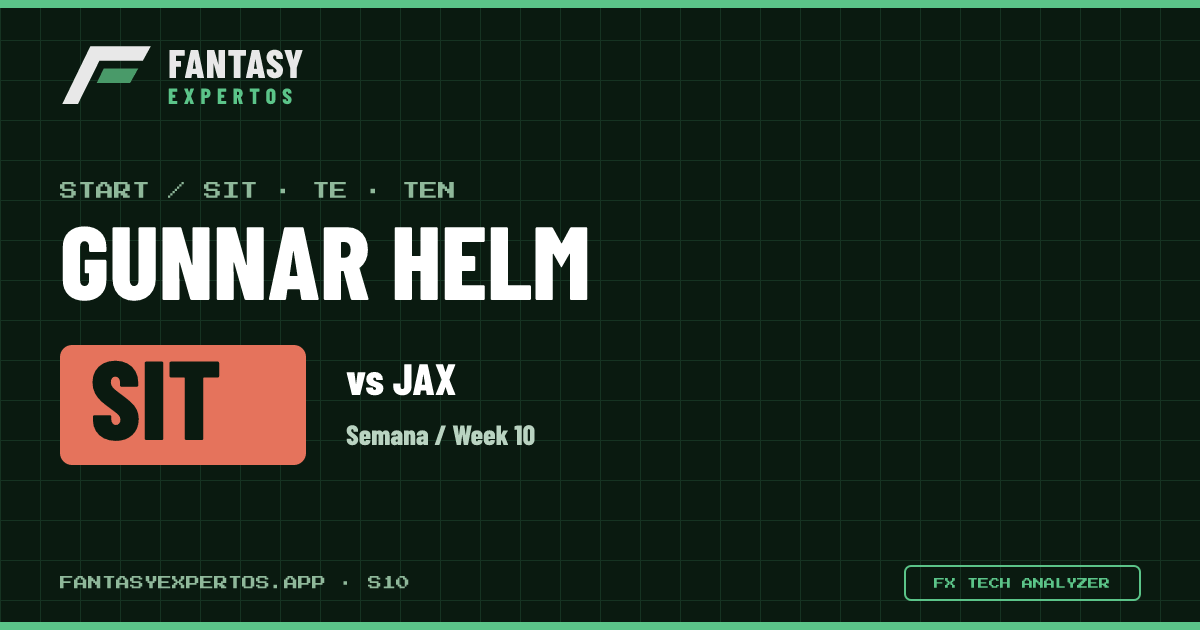 FANTASY
EXPERTOS
START / SIT · TE · TEN
GUNNAR HELM
SIT
vs JAX
Semana / Week 10
FANTASYEXPERTOS.APP · S10
FX TECH ANALYZER